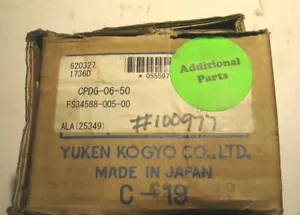 620327
1736D
* 055597
Additional
Parts
CPDG-06-50
FS34588-005-00
ALA (25349)
#100977
YUKEN KOGYO CO.,LTD.
MADE IN JAPAN
C-19